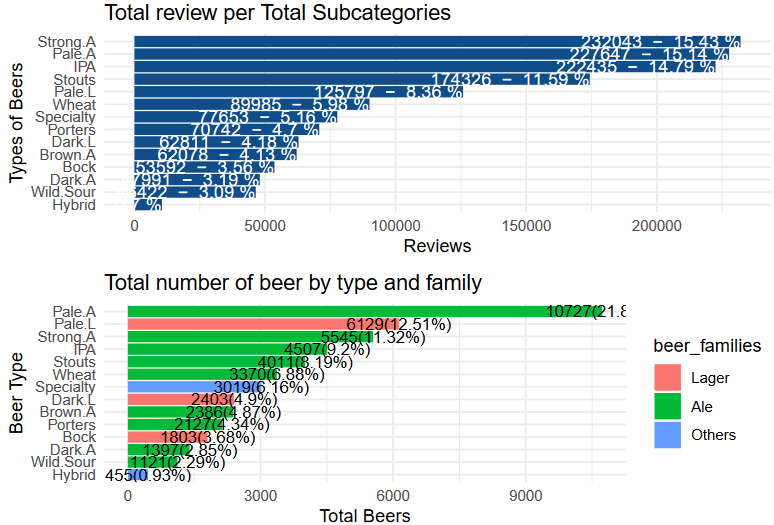 Total review per Total Subcategories
Types of Beers
Strong.A 232043 − 15.43 %
Pale.A 227647 − 15.14 %
IPA 222435 − 14.79 %
Stouts 174326 − 11.59 %
Pale.L 125797 − 8.36 %
Wheat 89985 − 5.98 %
Specialty 77653 − 5.16 %
Porters 70742 − 4.7 %
Dark.L 62811 − 4.18 %
Brown.A 62078 − 4.13 %
Bock 53592 − 3.56 %
Dark.A 7991 − 3.19 %
Wild.Sour 422 − 3.09 %
Hybrid 7 %
0 50000 100000 150000 200000
Reviews
Total number of beer by type and family
Beer Type
Pale.A 10727(21.8
Pale.L 6129(12.51%)
Strong.A 5545(11.32%)
IPA 4507(9.2%)
Stouts 4011(8.19%)
Wheat 3370(6.88%)
Specialty 3019(6.16%)
Dark.L 2403(4.9%)
Brown.A 2386(4.87%)
Porters 2127(4.34%)
Bock 1803(3.68%)
Dark.A 1397(2.85%)
Wild.Sour 1121(2.29%)
Hybrid 455(0.93%)
0 3000 6000 9000
Total Beers
beer_families
Lager
Ale
Others